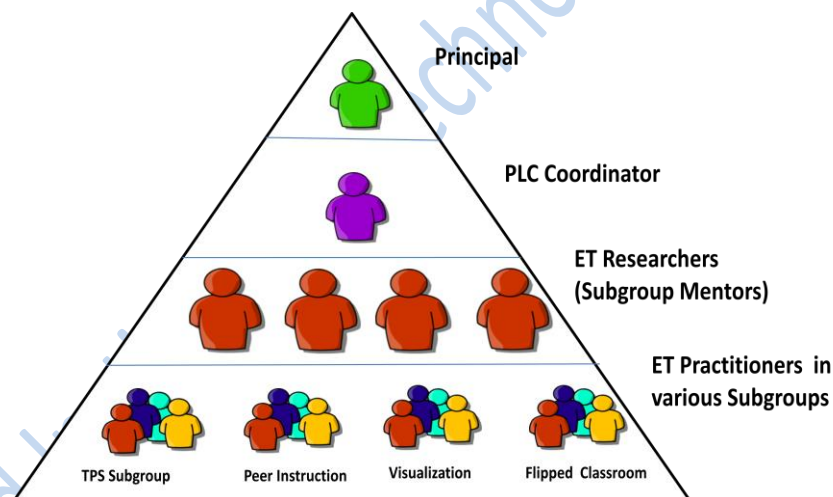 Principal
PLC Coordinator
ET Researchers
(Subgroup Mentors)
ET Practitioners in
various Subgroups
TPS Subgroup
Peer Instruction
Visualization
Flipped Classroom